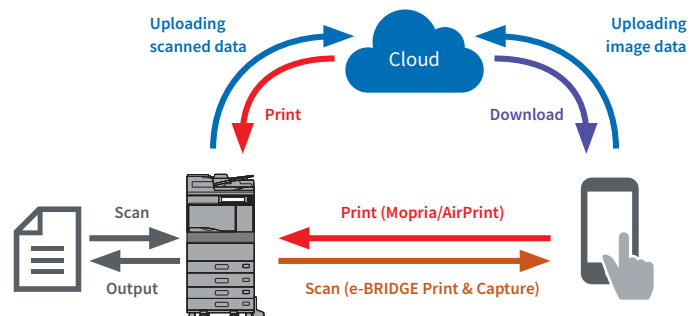 Uploading
scanned data
Uploading
image data
Cloud
Print
Download
Scan
Print (Mopria/AirPrint)
Output
Scan (e-BRIDGE Print & Capture)